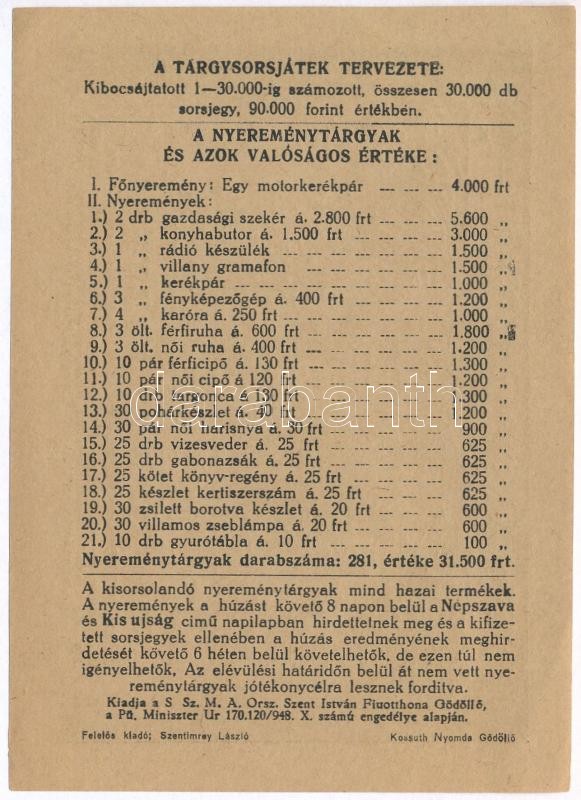 A TÁRGYSORSJÁTÉK TERVEZETE:
Kibocsájtatott 1—30.000-ig számozott, összesen 30.000 db
sorsjegy, 90.000 forint értékben.
A NYEREMÉNYTÁRGYAK
ÉS AZOK VALÓSÁGOS ÉRTÉKE :
I. Főnyeremény: Egy motorkerékpár — — — 4.000 frt
II. Nyeremények:
1.) 2 drb gazdasági szekér á. 2.800 frt — — 5.600 „
2.) 2 „ konyhabutor á. 1.500 frt — — — — 3.000 „
3.) 1 „ rádió készülék — — — — — 1.500 „
4.) 1 „ villany gramafon — — — — 1.500 „
5.) 1 „ kerékpár — — — — — — 1.000 „
6.) 3 „ fényképezőgép á. 400 frt — — — 1.200 „
7.) 4 „ karóra á. 250 frt — — — — — 1.000 „
8.) 3 ölt. férfiruha á. 600 frt — — — — 1.800 „
9.) 3 ölt. női ruha á. 400 frt — — — — 1.200 „
10.) 10 pár férficipő á. 130 frt — — — — 1.300 „
11.) 10 pár női cipő á 120 frt — — — — 1.200 „
12.) 10 drb targonca á. 130 frt — — — — 1.300 „
13.) 30 pohárkészlet á. 40 frt — — — — 1.200 „
14.) 30 pár női harisnya á. 30 frt — — — 900 „
15.) 25 drb vizesveder á. 25 frt — — — 625 „
16.) 25 drb gabonazsák á. 25 frt — — — 625 „
17.) 25 kötet könyv-regény á. 25 frt — — 625 „
18.) 25 készlet kertiszerszám á. 25 frt — — 625 „
19.) 30 zsilett borotva készlet á. 20 frt — — 600 „
20.) 30 villamos zseblámpa á. 20 frt — — 600 „
21.) 10 drb gyurótábla á. 10 frt — — — 100 „
Nyereménytárgyak darabszáma: 281, értéke 31.500 frt.
A kisorsolandó nyereménytárgyak mind hazai termékek.
A nyeremények a húzást követő 8 napon belül a Népszava
és Kis ujság cimű napilapban hirdettetnek meg és a kifize-
tett sorsjegyek ellenében a húzás eredményének meghir-
detését követő 6 héten belül követelhetők, de ezen túl nem
igényelhetők, Az elévülési határidőn belül át nem vett nye-
reménytárgyak jótékonycélra lesznek forditva.
Kiadja a S Sz. M. A. Orsz. Szent István Fiuotthona Gödöllő,
a Pü. Miniszter Ur 170.120/948. X. számú engedélye alapján.
Felelős kiadó; Szentimrey László Kossuth Nyomda Gödöllő
darabanth